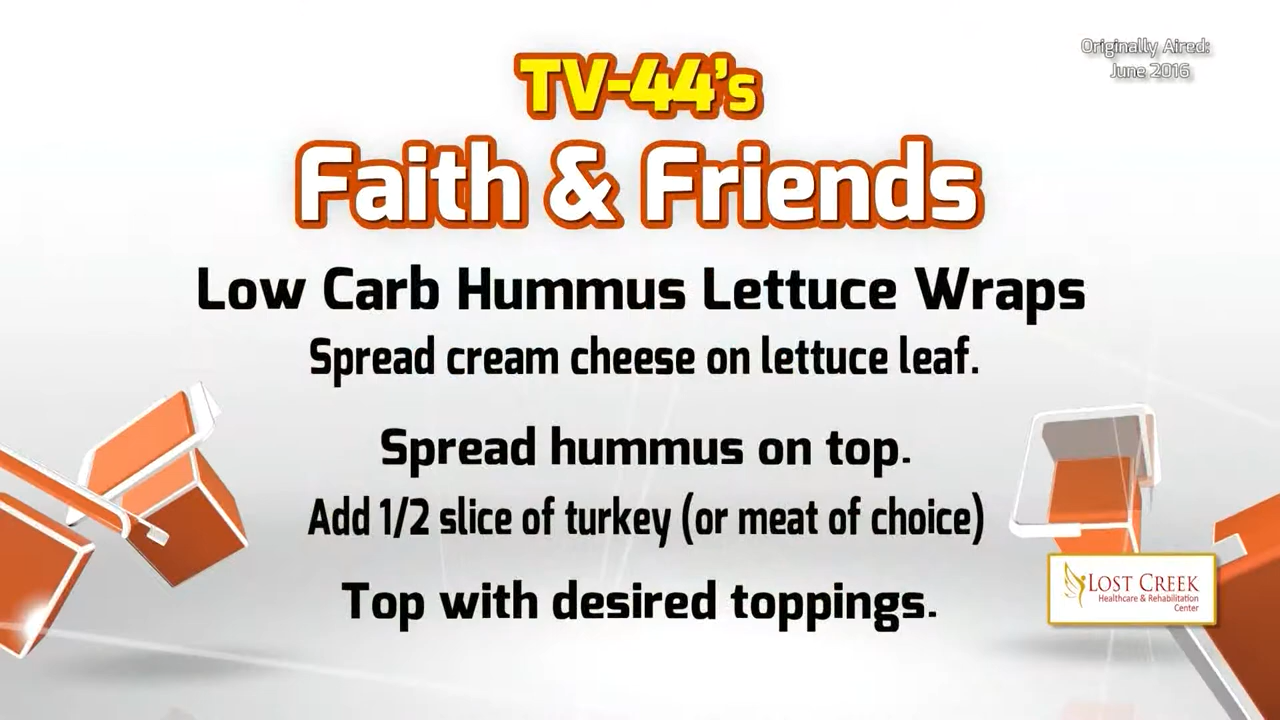 Originally Aired:
June 2016
TV-44's
Faith & Friends
Low Carb Hummus Lettuce Wraps
Spread cream cheese on lettuce leaf.
Spread hummus on top.
Add 1/2 slice of turkey (or meat of choice)
Top with desired toppings.
LOST CREEK
Healthcare & Rehabilitation
Center